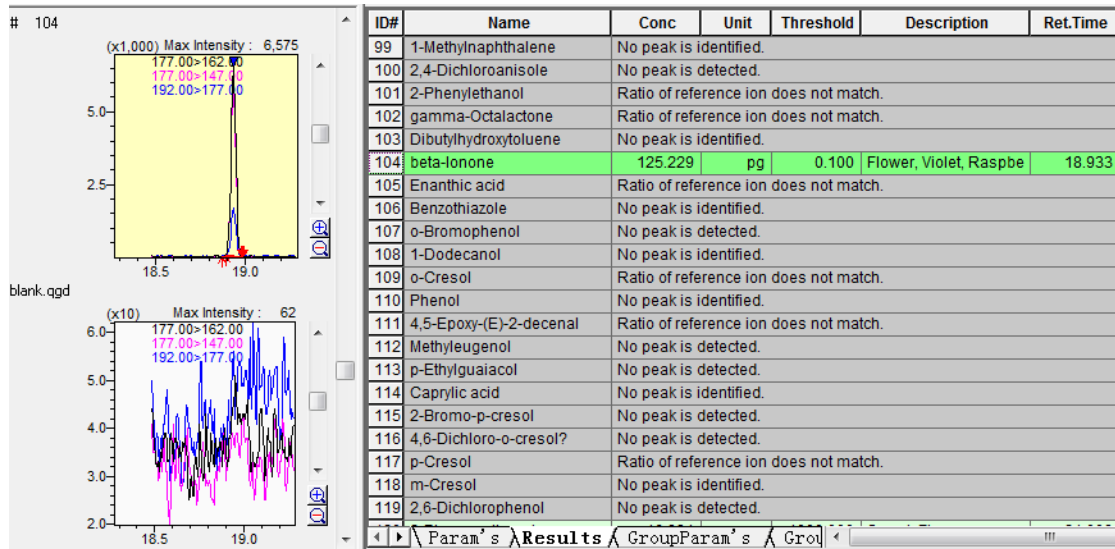 # 104
(x1,000) Max Intensity : 6,575
177.00>162.00
177.00>147.00
192.00>177.00
5.0
2.5
18.5 19.0
blank.qgd
(x10) Max Intensity : 62
177.00>162.00
177.00>147.00
192.00>177.00
6.0
5.0
4.0
3.0
2.0
18.5 19.0
ID# Name Conc Unit Threshold Description Ret.Time
99 1-Methylnaphthalene No peak is identified.
100 2,4-Dichloroanisole No peak is detected.
101 2-Phenylethanol Ratio of reference ion does not match.
102 gamma-Octalactone Ratio of reference ion does not match.
103 Dibutylhydroxytoluene No peak is identified.
104 beta-Ionone 125.229 pg 0.100 Flower, Violet, Raspbe 18.933
105 Enanthic acid Ratio of reference ion does not match.
106 Benzothiazole No peak is identified.
107 o-Bromophenol No peak is detected.
108 1-Dodecanol No peak is identified.
109 o-Cresol Ratio of reference ion does not match.
110 Phenol No peak is identified.
111 4,5-Epoxy-(E)-2-decenal Ratio of reference ion does not match.
112 Methyleugenol No peak is detected.
113 p-Ethylguaiacol No peak is detected.
114 Caprylic acid No peak is identified.
115 2-Bromo-p-cresol No peak is detected.
116 4,6-Dichloro-o-cresol? No peak is detected.
117 p-Cresol Ratio of reference ion does not match.
118 m-Cresol No peak is identified.
119 2,6-Dichlorophenol No peak is detected.
Param's Results GroupParam's Grou